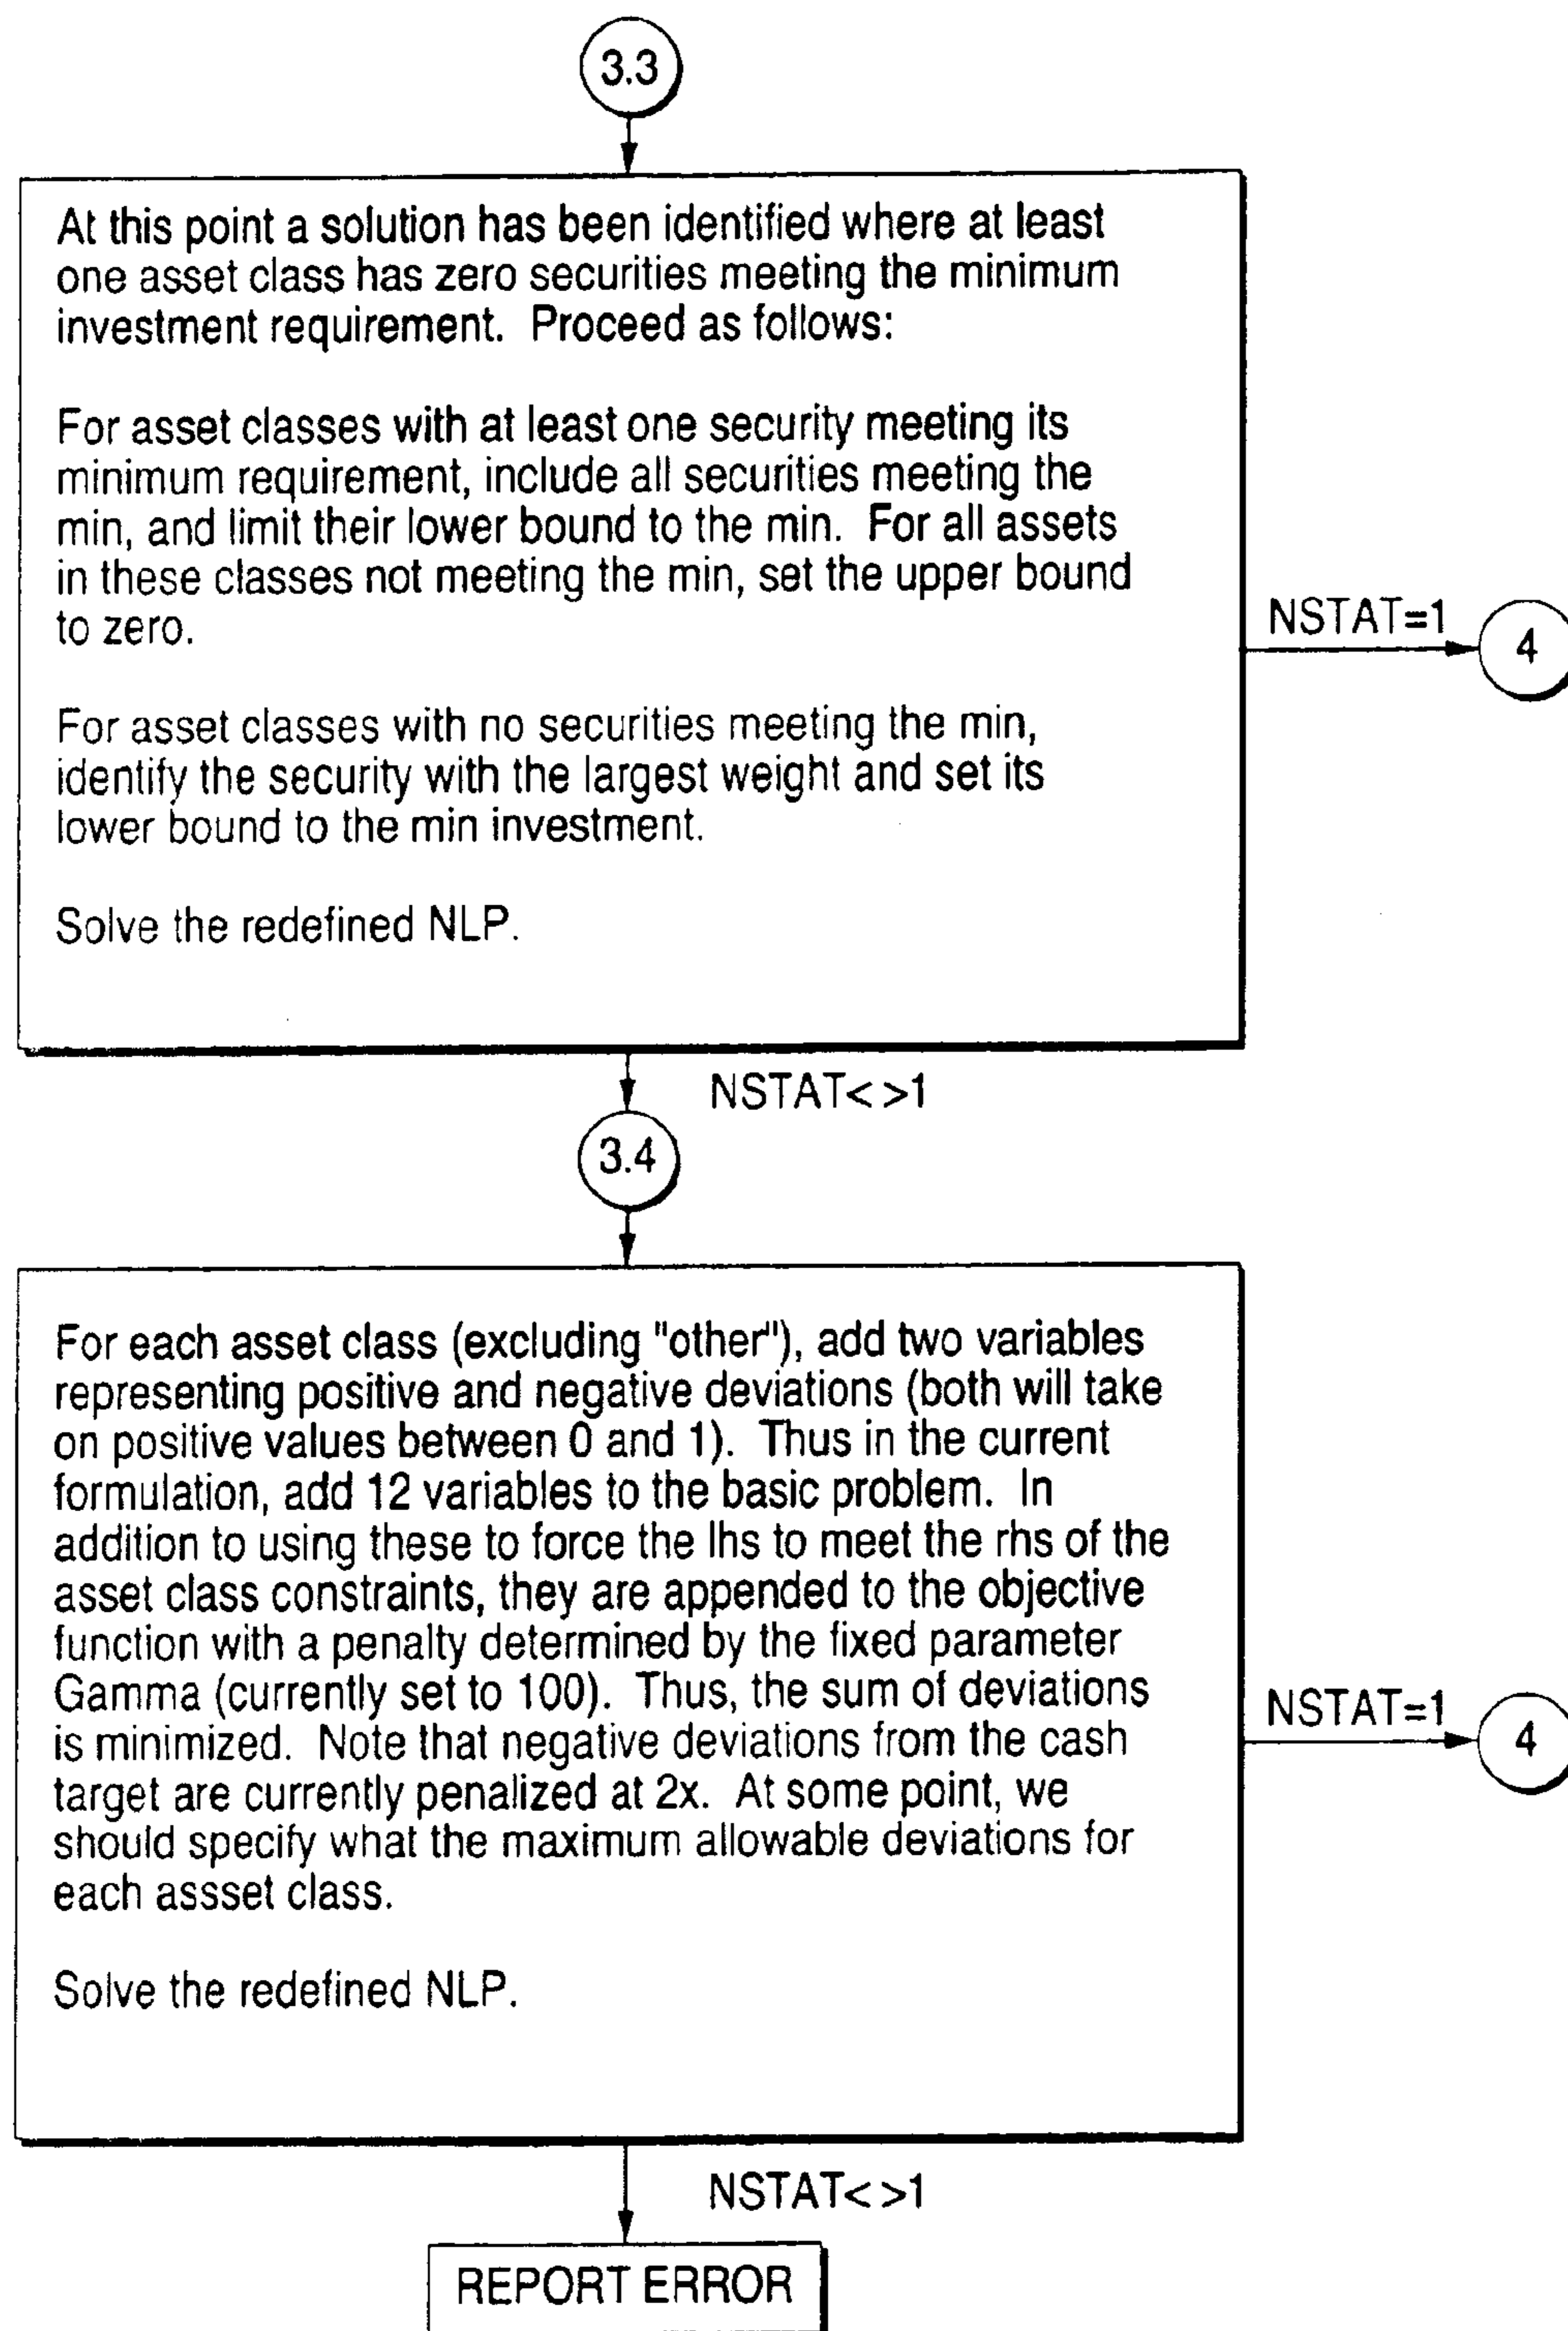 3.3
At this point a solution has been identified where at least
one asset class has zero securities meeting the minimum
investment requirement. Proceed as follows:
For asset classes with at least one security meeting its
minimum requirement, include all securities meeting the
min, and limit their lower bound to the min. For all assets
in these classes not meeting the min, set the upper bound
to zero.
NSTAT=1
4
For asset classes with no securities meeting the min,
identify the security with the largest weight and set its
lower bound to the min investment.
Solve the redefined NLP.
NSTAT< >1
3.4
For each asset class (excluding "other"), add two variables
representing positive and negative deviations (both will take
on positive values between 0 and 1). Thus in the current
formulation, add 12 variables to the basic problem. In
addition to using these to force the lhs to meet the rhs of the
asset class constraints, they are appended to the objective
function with a penalty determined by the fixed parameter
Gamma (currently set to 100). Thus, the sum of deviations
is minimized. Note that negative deviations from the cash
target are currently penalized at 2x. At some point, we
should specify what the maximum allowable deviations for
each assset class.
NSTAT=1
4
Solve the redefined NLP.
NSTAT< >1
REPORT ERROR